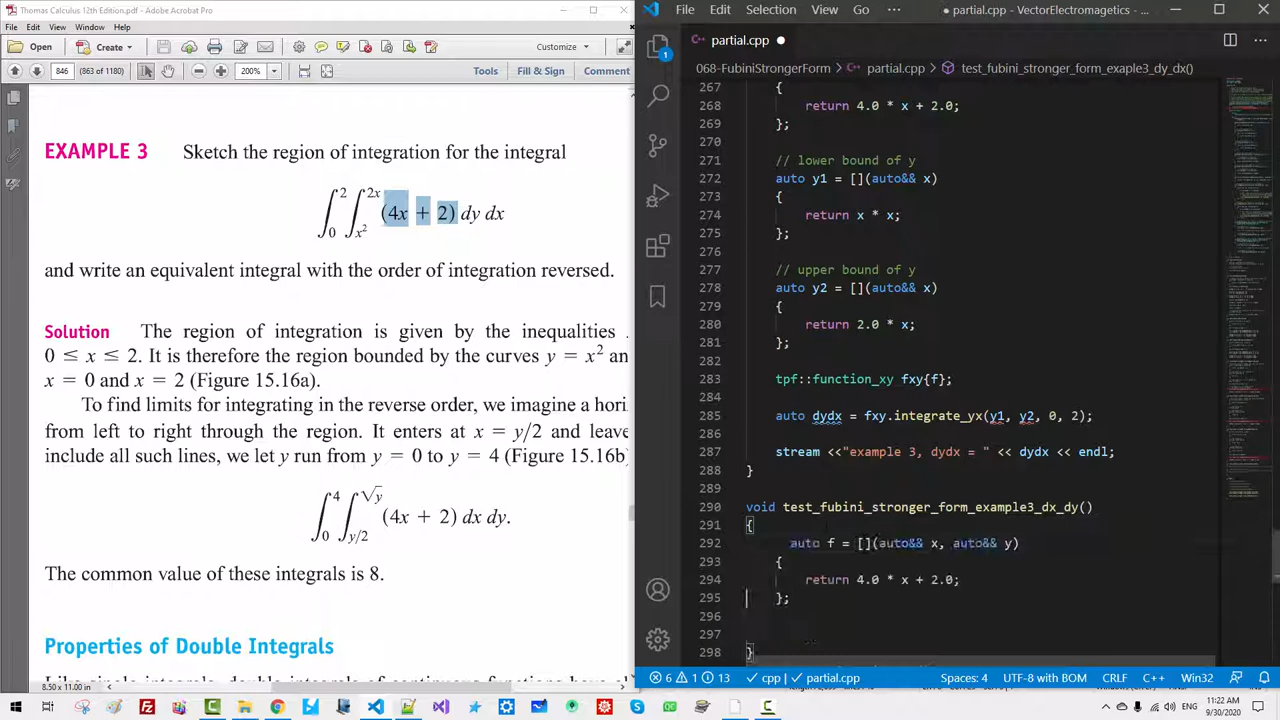 Thomas Calculus 12th Edition.pdf - Adobe Acrobat Pro
File Edit View Window Help
Open Create Customize
846 (863 of 1180) 200% Tools Fill & Sign Comment
EXAMPLE 3 Sketch the region of integration for the integral
∫₀² ∫ₓ²²ˣ (4x + 2) dy dx
and write an equivalent integral with the order of integration reversed.
Solution The region of integration is given by the inequalities
0 ≤ x ≤ 2. It is therefore the region bounded by the curves = x² an
x = 0 and x = 2 (Figure 15.16a).
To find limits for integrating in the reverse order, we imagine a hori
from left to right through the region. It enters at x = y/2 and leave
include all such lines, we let y run from y = 0 to y = 4 (Figure 15.16b)
∫₀⁴ ∫y/2^√y (4x + 2) dx dy.
The common value of these integrals is 8.
Properties of Double Integrals
8.50 x 11.00 in
File Edit Selection View Go ··· ● partial.cpp - VectorElectromagetics - ...
partial.cpp ●
068-FubiniStrongerForm > partial.cpp > test_fubini_stronger_form_exaple3_dy_dx()
267 {
268 return 4.0 * x + 2.0;
269 };
270
271 //lower bound of y
272 auto y1 = [](auto&& x)
273 {
274 return x * x;
275 };
276
277 //upper bound of y
278 auto y2 = [](auto&& x)
279 {
280 return 2.0 * x;
281 };
282
283 tpf::function_xy fxy{f};
284
285 auto dydx = fxy.integrate_yx(y1, y2, 0, 2);
286
287 strm <<"example 3, dydx = " << dydx << endl;
288 }
289
290 void test_fubini_stronger_form_example3_dx_dy()
291 {
292 auto f = [](auto&& x, auto&& y)
293 {
294 return 4.0 * x + 2.0;
295 };
296
297
298 }
6 1 13 cpp partial.cpp Spaces: 4 UTF-8 with BOM CRLF C++ Win32
11:22 AM
9/30/2020